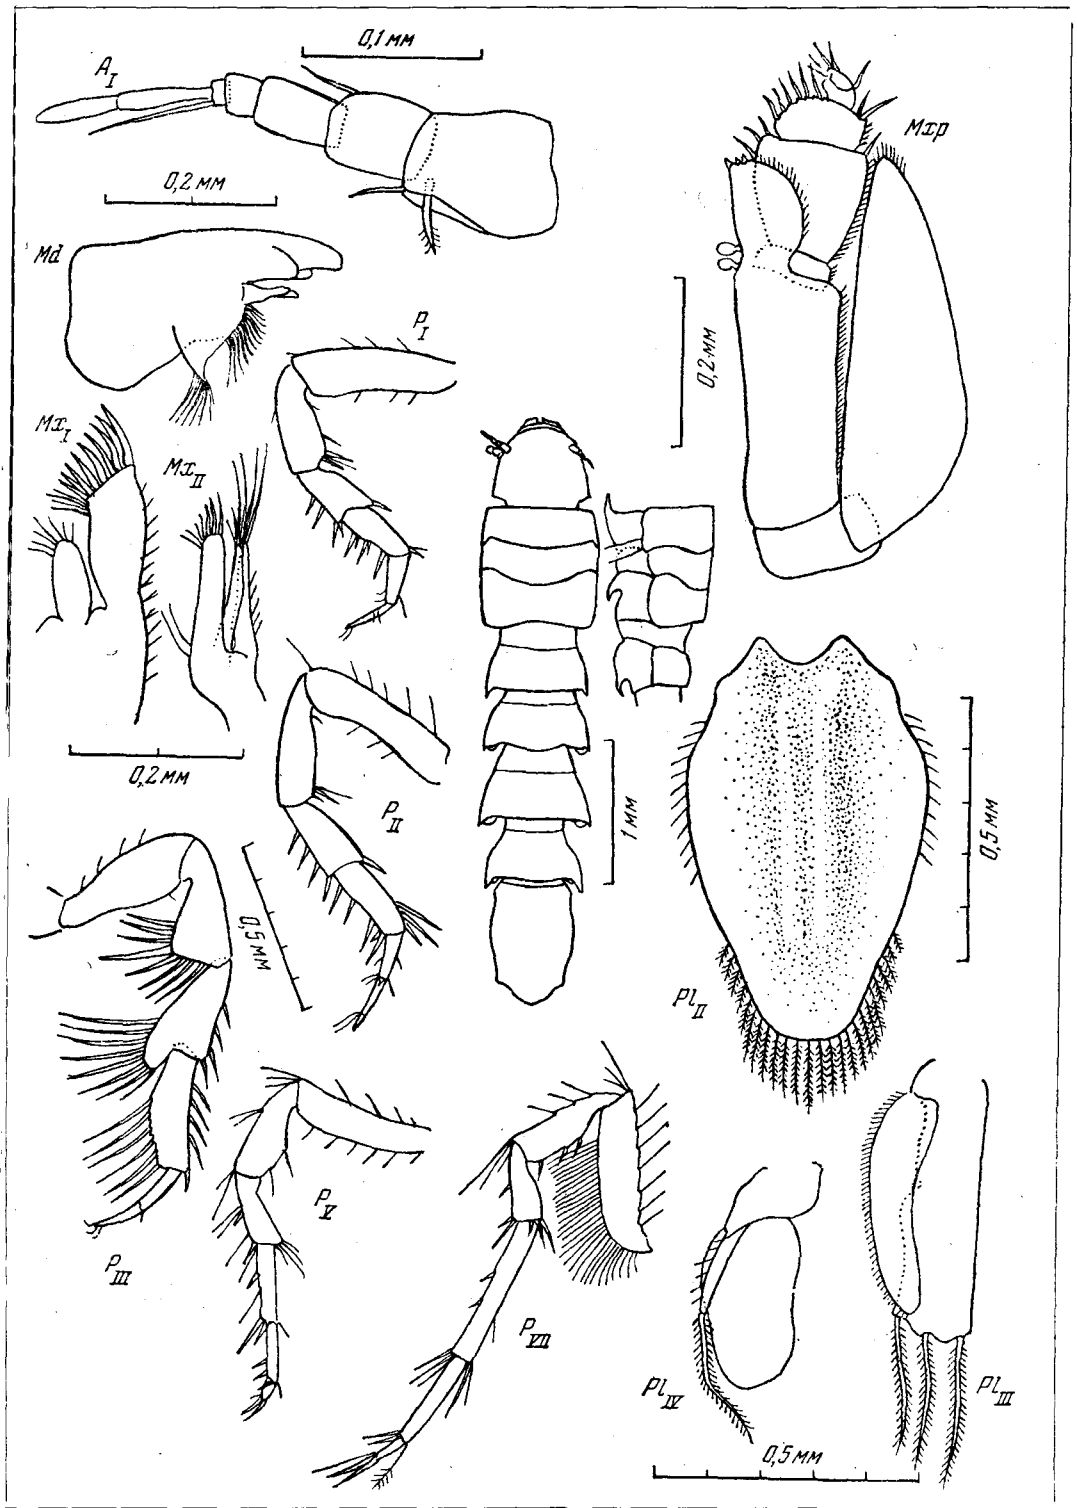 0,1 мм
A_I
Mxp
0,2 мм
Md
P_I
0,2 мм
Mx_I
Mx_II
0,2 мм
P_II
1 мм
0,5 мм
0,5 мм
Pl_II
P_V
P_III
P_VII
Pl_IV
Pl_III
0,5 мм